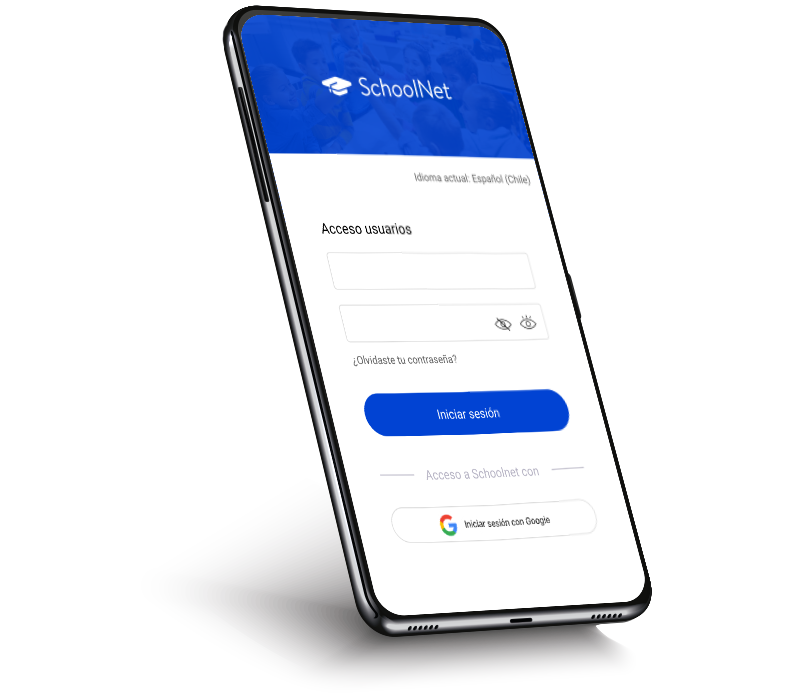 SchoolNet
Idioma actual: Español (Chile)
Acceso usuarios
¿Olvidaste tu contraseña?
Iniciar sesión
Acceso a Schoolnet con
Iniciar sesión con Google